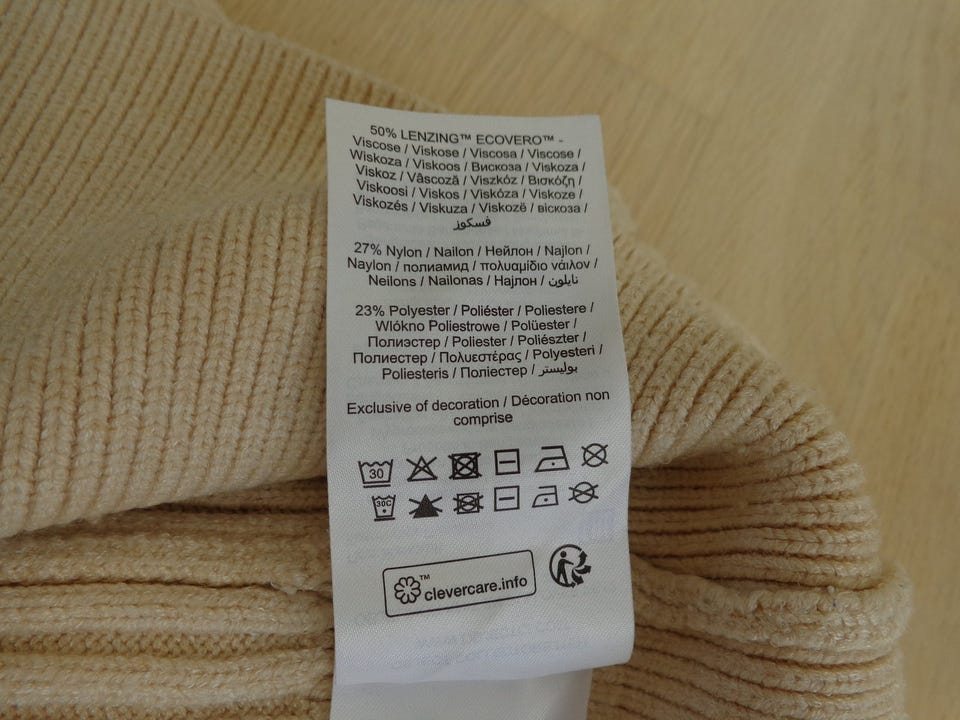 50% LENZING™ ECOVERO™ -
Viscose / Viskose / Viscosa / Viscose /
Wiskoza / Viskoos / Вискоза / Viskoza /
Viskoz / Vâscoză / Viszkóz / Βισκόζη /
Viskoosi / Viskos / Viskóza / Viskoze /
Viskozés / Viskuza / Viskozë / віскоза /
فسكوز
27% Nylon / Nailon / Нейлон / Najlon /
Naylon / полиамид / πολυαμίδιο νάιλον /
Neilons / Nailonas / Најлон / نايلون
23% Polyester / Poliéster / Poliestere /
Wlókno Poliestrowe / Polüester /
Полиэстер / Poliester / Poliészter /
Полиестер / Πολυεστέρας / Polyesteri /
Poliesteris / Поліестер / بوليستر
Exclusive of decoration / Décoration non
comprise
30
30C
™ clevercare.info